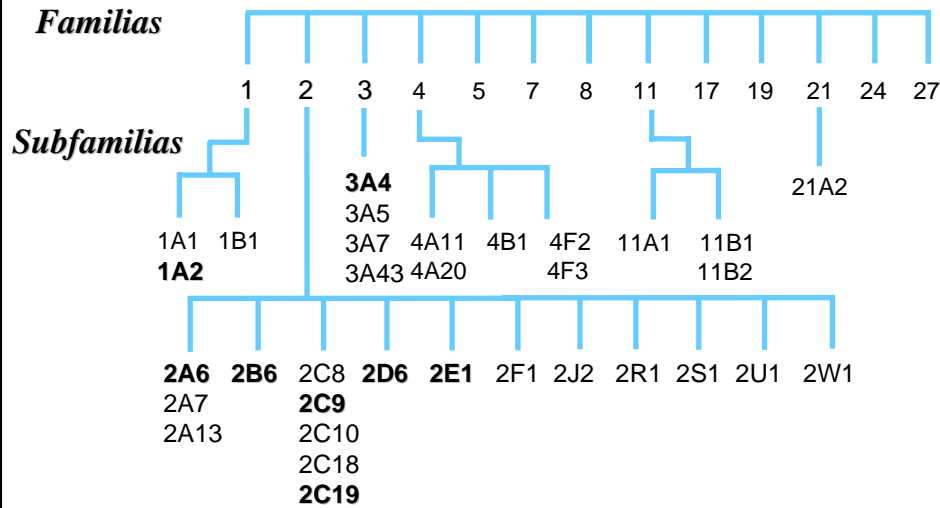 Familias
1 2 3 4 5 7 8 11 17 19 21 24 27
Subfamilias
1A1 1B1
1A2
3A4
3A5
3A7
3A43
4A11 4B1 4F2
4A20 4F3
11A1 11B1
11B2
21A2
2A6 2B6 2C8 2D6 2E1 2F1 2J2 2R1 2S1 2U1 2W1
2A7 2C9
2A13 2C10
2C18
2C19